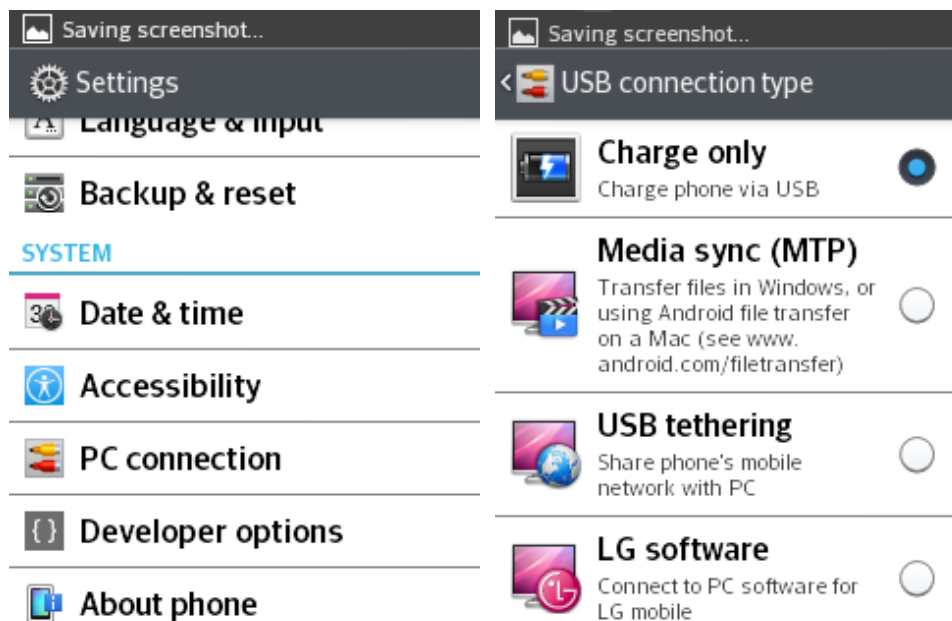 Saving screenshot...
Settings
Language & input
Backup & reset
SYSTEM
Date & time
Accessibility
PC connection
Developer options
About phone
Saving screenshot...
USB connection type
Charge only
Charge phone via USB
Media sync (MTP)
Transfer files in Windows, or
using Android file transfer
on a Mac (see www.
android.com/filetransfer)
USB tethering
Share phone's mobile
network with PC
LG software
Connect to PC software for
LG mobile